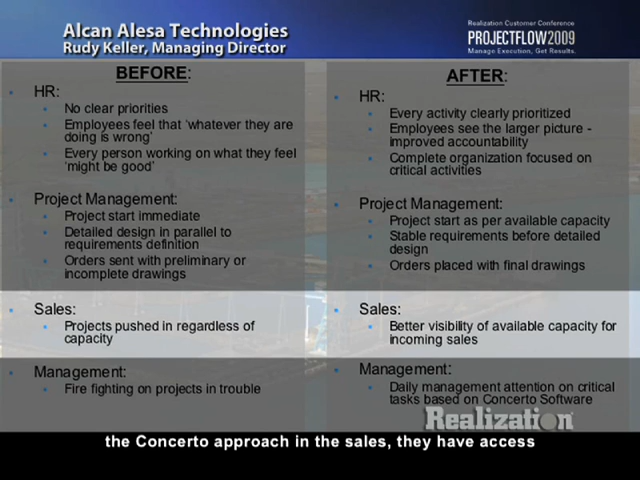 Alcan Alesa Technologies
Rudy Keller, Managing Director
Realization Customer Conference
PROJECTFLOW2009
Manage Execution, Get Results.
BEFORE:
HR:
No clear priorities
Employees feel that 'whatever they are
doing is wrong'
Every person working on what they feel
'might be good'
Project Management:
Project start immediate
Detailed design in parallel to
requirements definition
Orders sent with preliminary or
incomplete drawings
Sales:
Projects pushed in regardless of
capacity
Management:
Fire fighting on projects in trouble
AFTER:
HR:
Every activity clearly prioritized
Employees see the larger picture -
improved accountability
Complete organization focused on
critical activities
Project Management:
Project start as per available capacity
Stable requirements before detailed
design
Orders placed with final drawings
Sales:
Better visibility of available capacity for
incoming sales
Management:
Daily management attention on critical
tasks based on Concerto Software
Realization
the Concerto approach in the sales, they have access